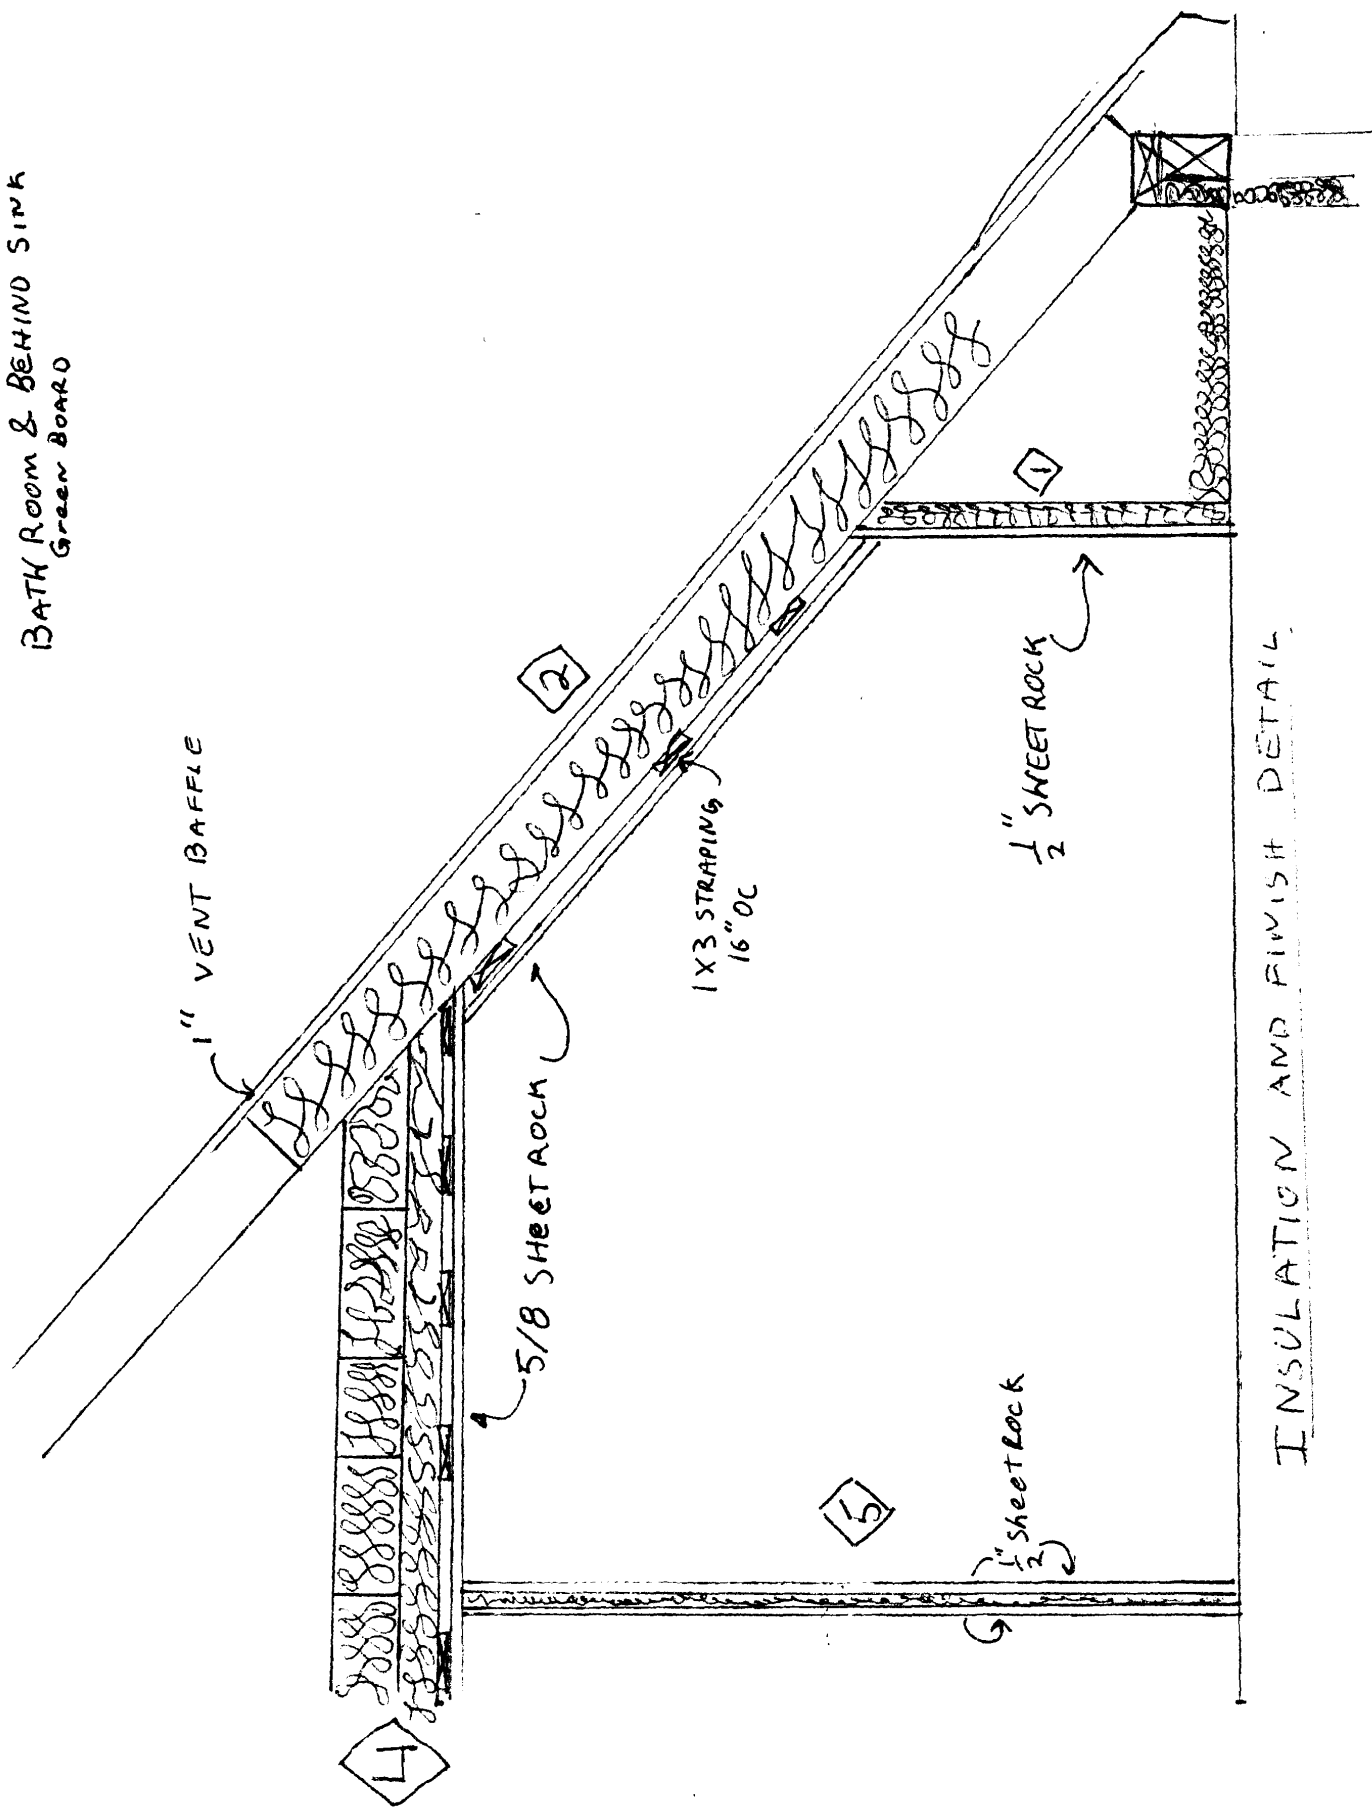 BATH ROOM & BEHIND SINK
Green BOARD
1" VENT BAFFLE
2
1
1/2" SHEETROCK
1X3 STRAPING
16" OC
5/8 SHEETROCK
5
1/2" sheetrock
4
INSULATION AND FINISH DETAIL